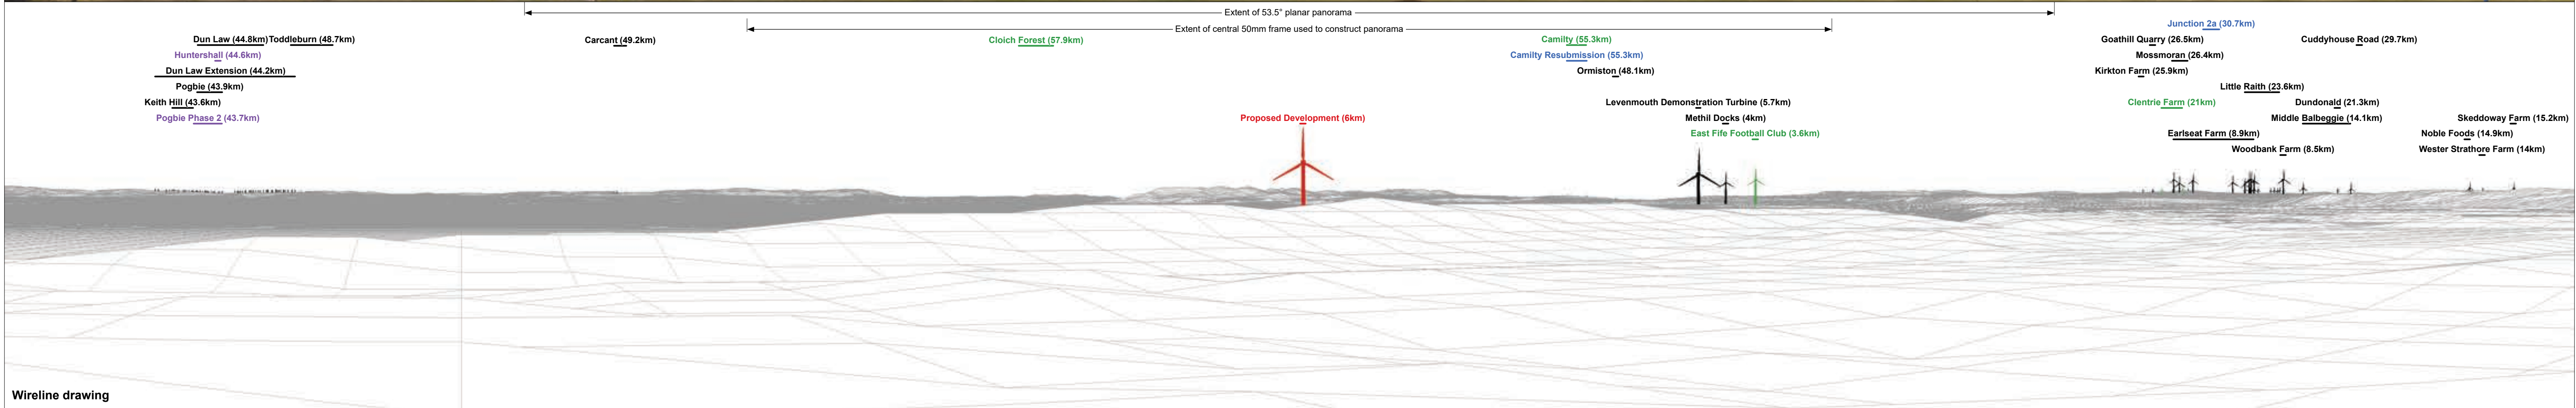 Extent of 53.5° planar panorama
Extent of central 50mm frame used to construct panorama
Junction 2a (30.7km)
Dun Law (44.8km) Toddleburn (48.7km)
Carcant (49.2km)
Cloich Forest (57.9km)
Camilty (55.3km)
Goathill Quarry (26.5km)
Cuddyhouse Road (29.7km)
Huntershall (44.6km)
Camilty Resubmission (55.3km)
Mossmoran (26.4km)
Dun Law Extension (44.2km)
Ormiston (48.1km)
Kirkton Farm (25.9km)
Pogbie (43.9km)
Little Raith (23.6km)
Keith Hill (43.6km)
Levenmouth Demonstration Turbine (5.7km)
Clentrie Farm (21km)
Dundonald (21.3km)
Pogbie Phase 2 (43.7km)
Proposed Development (6km)
Methil Docks (4km)
Middle Balbeggie (14.1km)
Skeddoway Farm (15.2km)
East Fife Football Club (3.6km)
Earlseat Farm (8.9km)
Noble Foods (14.9km)
Woodbank Farm (8.5km)
Wester Strathore Farm (14km)
Wireline drawing